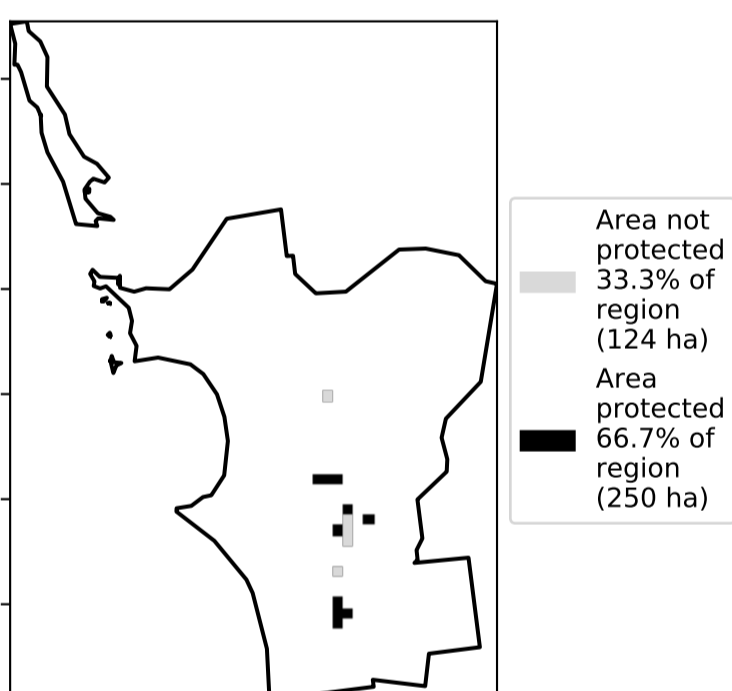 Area not
protected
33.3% of
region
(124 ha)
Area
protected
66.7% of
region
(250 ha)